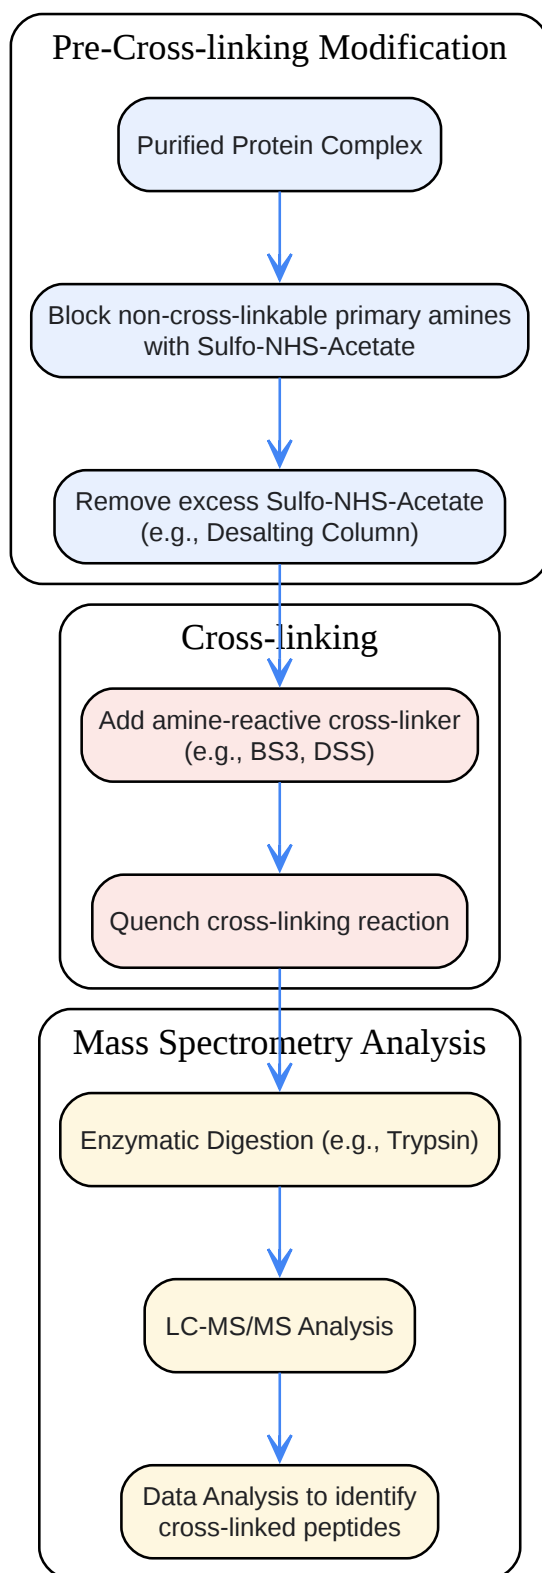 Pre-Cross-linking Modification
Purified Protein Complex
Block non-cross-linkable primary amines
with Sulfo-NHS-Acetate
Remove excess Sulfo-NHS-Acetate
(e.g., Desalting Column)
Cross-linking
Add amine-reactive cross-linker
(e.g., BS3, DSS)
Quench cross-linking reaction
Mass Spectrometry Analysis
Enzymatic Digestion (e.g., Trypsin)
LC-MS/MS Analysis
Data Analysis to identify
cross-linked peptides